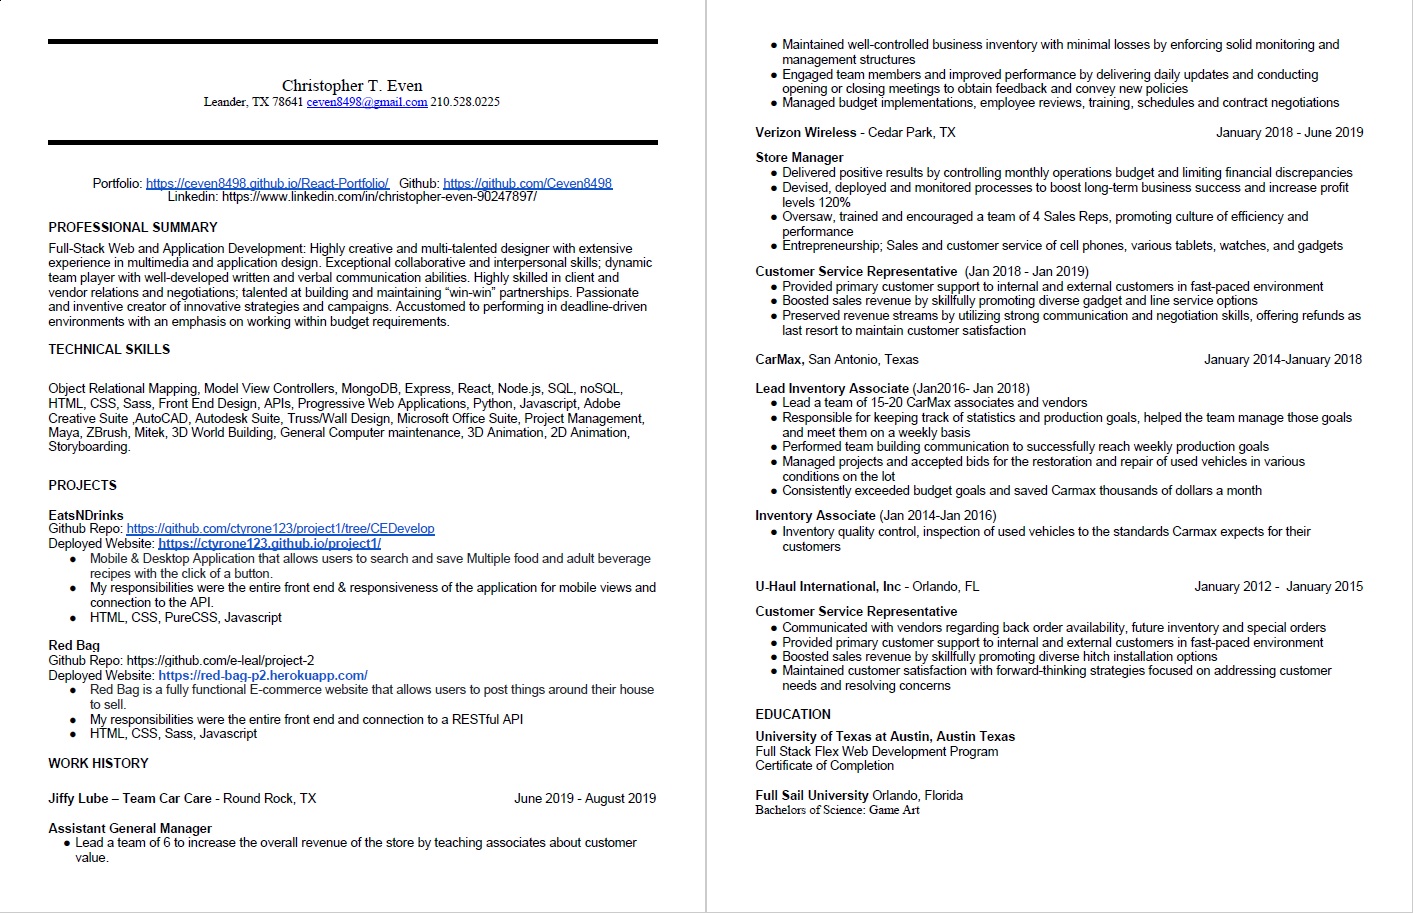 Christopher T. Even
Leander, TX 78641 ceven8498@gmail.com 210.528.0225
Portfolio: https://ceven8498.github.io/React-Portfolio/ Github: https://github.com/Ceven8498
Linkedin: https://www.linkedin.com/in/christopher-even-90247897/
PROFESSIONAL SUMMARY
Full-Stack Web and Application Development: Highly creative and multi-talented designer with extensive
experience in multimedia and application design. Exceptional collaborative and interpersonal skills; dynamic
team player with well-developed written and verbal communication abilities. Highly skilled in client and
vendor relations and negotiations; talented at building and maintaining “win-win” partnerships. Passionate
and inventive creator of innovative strategies and campaigns. Accustomed to performing in deadline-driven
environments with an emphasis on working within budget requirements.
TECHNICAL SKILLS
Object Relational Mapping, Model View Controllers, MongoDB, Express, React, Node.js, SQL, noSQL,
HTML, CSS, Sass, Front End Design, APIs, Progressive Web Applications, Python, Javascript, Adobe
Creative Suite ,AutoCAD, Autodesk Suite, Truss/Wall Design, Microsoft Office Suite, Project Management,
Maya, ZBrush, Mitek, 3D World Building, General Computer maintenance, 3D Animation, 2D Animation,
Storyboarding.
PROJECTS
EatsNDrinks
Github Repo: https://github.com/ctyrone123/project1/tree/CEDevelop
Deployed Website: https://ctyrone123.github.io/project1/
● Mobile & Desktop Application that allows users to search and save Multiple food and adult beverage
recipes with the click of a button.
● My responsibilities were the entire front end & responsiveness of the application for mobile views and
connection to the API.
● HTML, CSS, PureCSS, Javascript
Red Bag
Github Repo: https://github.com/e-leal/project-2
Deployed Website: https://red-bag-p2.herokuapp.com/
● Red Bag is a fully functional E-commerce website that allows users to post things around their house
to sell.
● My responsibilities were the entire front end and connection to a RESTful API
● HTML, CSS, Sass, Javascript
WORK HISTORY
Jiffy Lube – Team Car Care - Round Rock, TX June 2019 - August 2019
Assistant General Manager
● Lead a team of 6 to increase the overall revenue of the store by teaching associates about customer
value.
● Maintained well-controlled business inventory with minimal losses by enforcing solid monitoring and
management structures
● Engaged team members and improved performance by delivering daily updates and conducting
opening or closing meetings to obtain feedback and convey new policies
● Managed budget implementations, employee reviews, training, schedules and contract negotiations
Verizon Wireless - Cedar Park, TX January 2018 - June 2019
Store Manager
● Delivered positive results by controlling monthly operations budget and limiting financial discrepancies
● Devised, deployed and monitored processes to boost long-term business success and increase profit
levels 120%
● Oversaw, trained and encouraged a team of 4 Sales Reps, promoting culture of efficiency and
performance
● Entrepreneurship; Sales and customer service of cell phones, various tablets, watches, and gadgets
Customer Service Representative (Jan 2018 - Jan 2019)
● Provided primary customer support to internal and external customers in fast-paced environment
● Boosted sales revenue by skillfully promoting diverse gadget and line service options
● Preserved revenue streams by utilizing strong communication and negotiation skills, offering refunds as
last resort to maintain customer satisfaction
CarMax, San Antonio, Texas January 2014-January 2018
Lead Inventory Associate (Jan2016- Jan 2018)
● Lead a team of 15-20 CarMax associates and vendors
● Responsible for keeping track of statistics and production goals, helped the team manage those goals
and meet them on a weekly basis
● Performed team building communication to successfully reach weekly production goals
● Managed projects and accepted bids for the restoration and repair of used vehicles in various
conditions on the lot
● Consistently exceeded budget goals and saved Carmax thousands of dollars a month
Inventory Associate (Jan 2014-Jan 2016)
● Inventory quality control, inspection of used vehicles to the standards Carmax expects for their
customers
U-Haul International, Inc - Orlando, FL January 2012 - January 2015
Customer Service Representative
● Communicated with vendors regarding back order availability, future inventory and special orders
● Provided primary customer support to internal and external customers in fast-paced environment
● Boosted sales revenue by skillfully promoting diverse hitch installation options
● Maintained customer satisfaction with forward-thinking strategies focused on addressing customer
needs and resolving concerns
EDUCATION
University of Texas at Austin, Austin Texas
Full Stack Flex Web Development Program
Certificate of Completion
Full Sail University Orlando, Florida
Bachelors of Science: Game Art